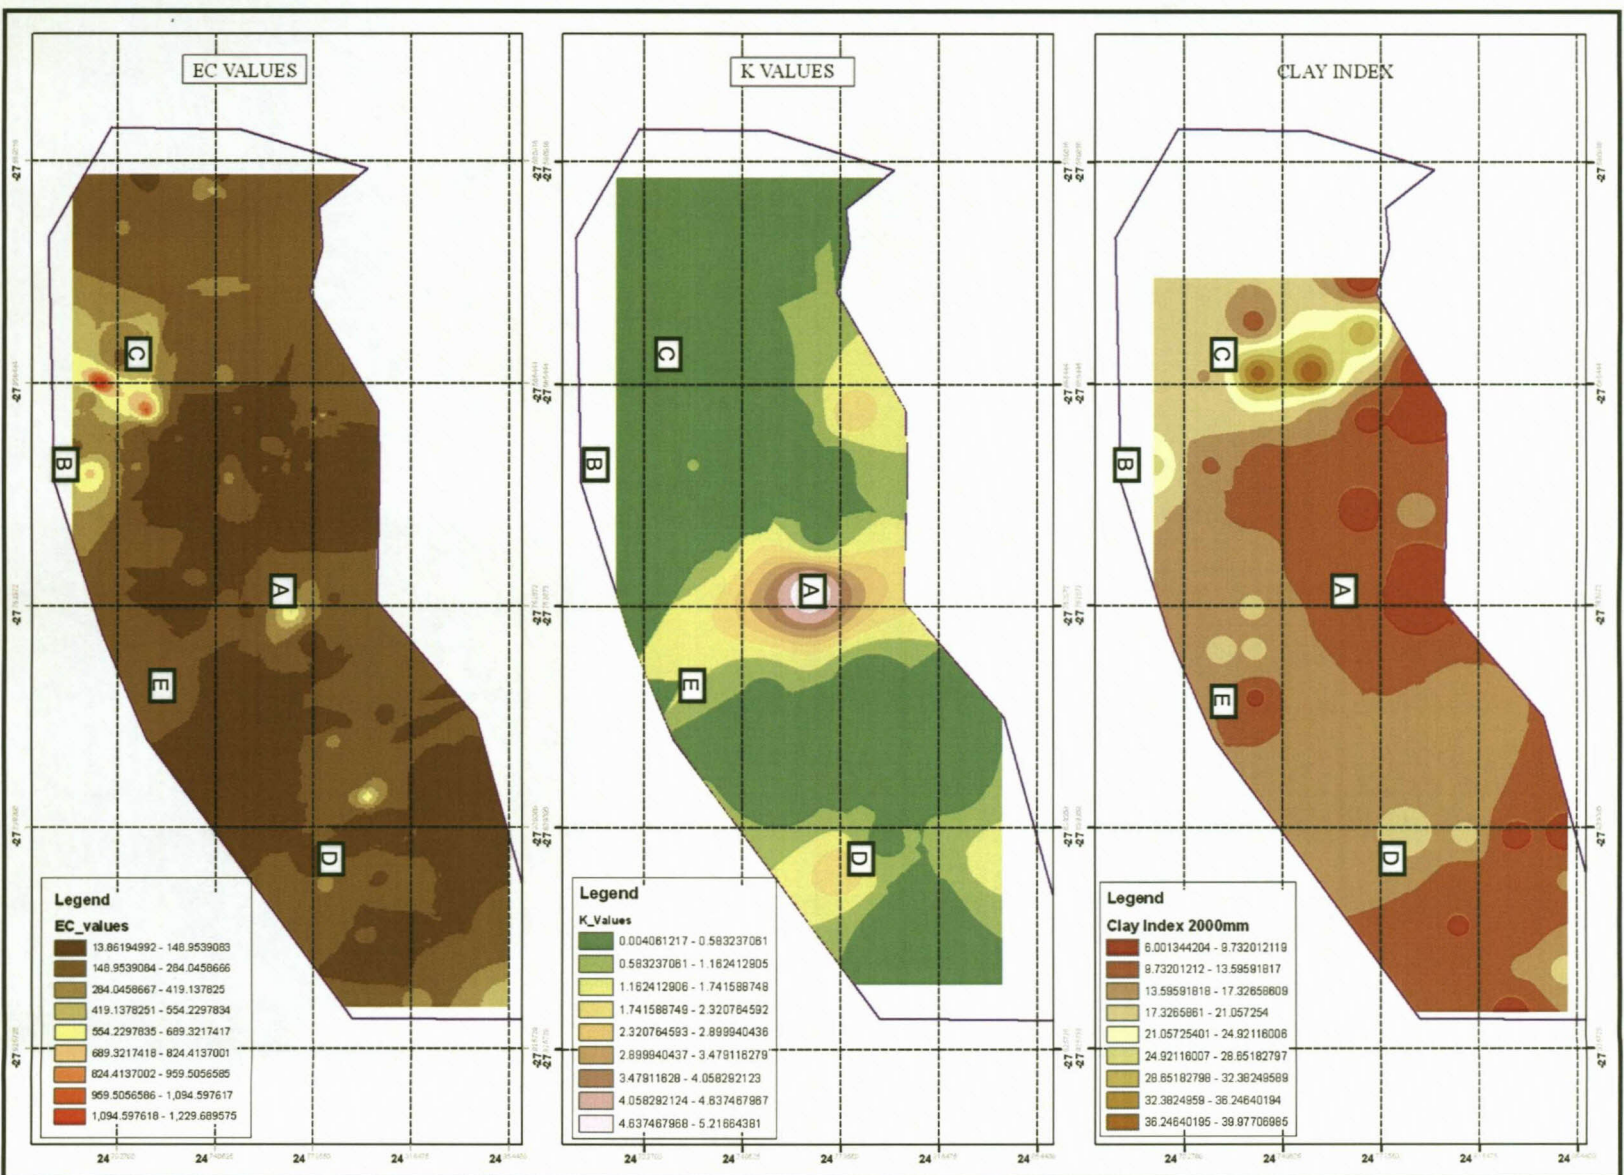 EC VALUES
K VALUES
CLAY INDEX
C
C
C
B
B
B
A
A
A
E
E
E
D
D
D
Legend
EC_values
13.86194992 - 148.9539083
148.9539084 - 284.0458666
284.0458667 - 419.137825
419.1378251 - 554.2297834
554.2297835 - 689.3217417
689.3217418 - 824.4137001
824.4137002 - 959.5056585
959.5056586 - 1,094.597617
1,094.597618 - 1,229.689575
Legend
K_Values
0.004061217 - 0.583237061
0.583237061 - 1.162412905
1.162412906 - 1.741588748
1.741588749 - 2.320764592
2.320764593 - 2.899940436
2.899940437 - 3.479116279
3.47911628 - 4.058292123
4.058292124 - 4.637467967
4.637467968 - 5.21664381
Legend
Clay Index 2000mm
6.001344204 - 9.732012119
9.73201212 - 13.59591817
13.59591818 - 17.32658609
17.3265861 - 21.057254
21.05725401 - 24.92116006
24.92116007 - 28.65182797
28.65182798 - 32.38249589
32.3824959 - 36.24640194
36.24640195 - 39.97706985